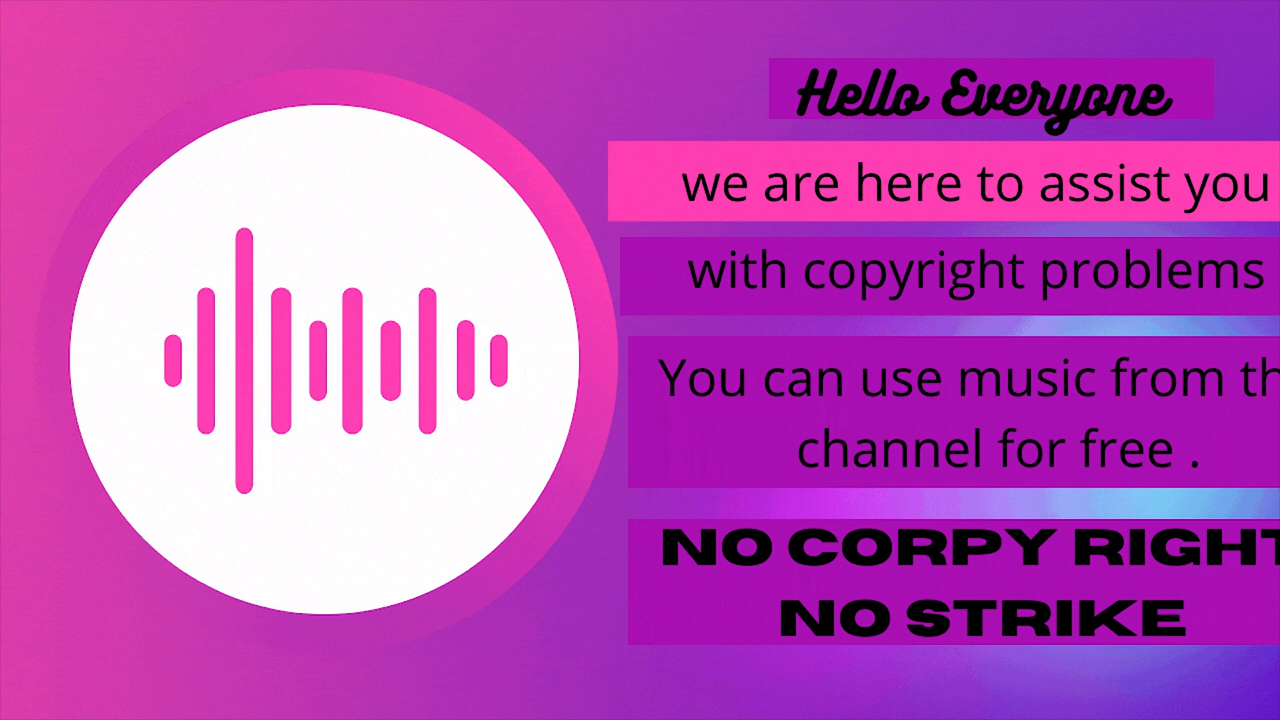 Hello Everyone
we are here to assist you
with copyright problems
You can use music from th
channel for free .
NO CORPY RIGHT
NO STRIKE